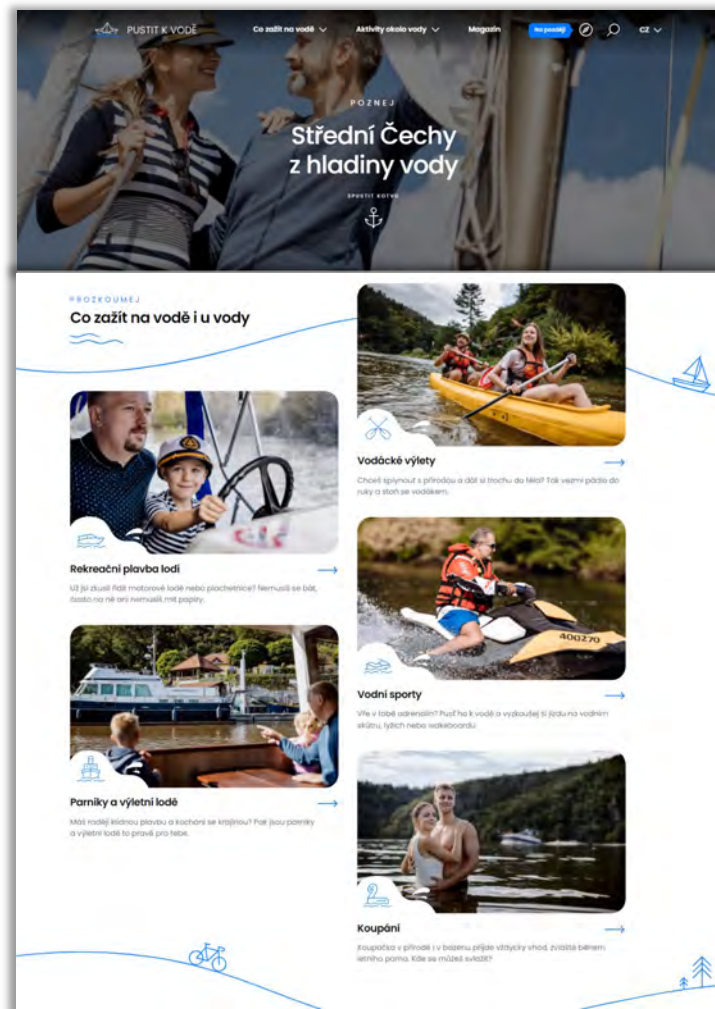 PUSTIT K VODĚ
Co zažít na vodě
Aktivity okolo vody
Magazín
Na později
CZ
POZNEJ
Střední Čechy
z hladiny vody
SPUSTIT KOTVU
PROZKOUMEJ
Co zažít na vodě i u vody
Rekreační plavba lodí
Už jsi zkusil řídit motorové lodě nebo plachetnice? Nemusíš se bát,
často na ně ani nemusíš mít papíry.
Parníky a výletní lodě
Máš raději klidnou plavbu a kochání se krajinou? Pak jsou parníky
a výletní lodě to pravé pro tebe.
Vodácké výlety
Chceš splynout s přírodou a dát si trochu do těla? Tak vezmi pádlo do
ruky a staň se vodákem.
400270
Vodní sporty
Vře v tobě adrenalin? Pusť ho k vodě a vyzkoušej si jízdu na vodním
skútru, lyžích nebo wakeboardu.
Koupání
Koupačka v přírodě i v bazénu přijde vždycky vhod, zvláště během
letního parna. Kde se můžeš svlažit?